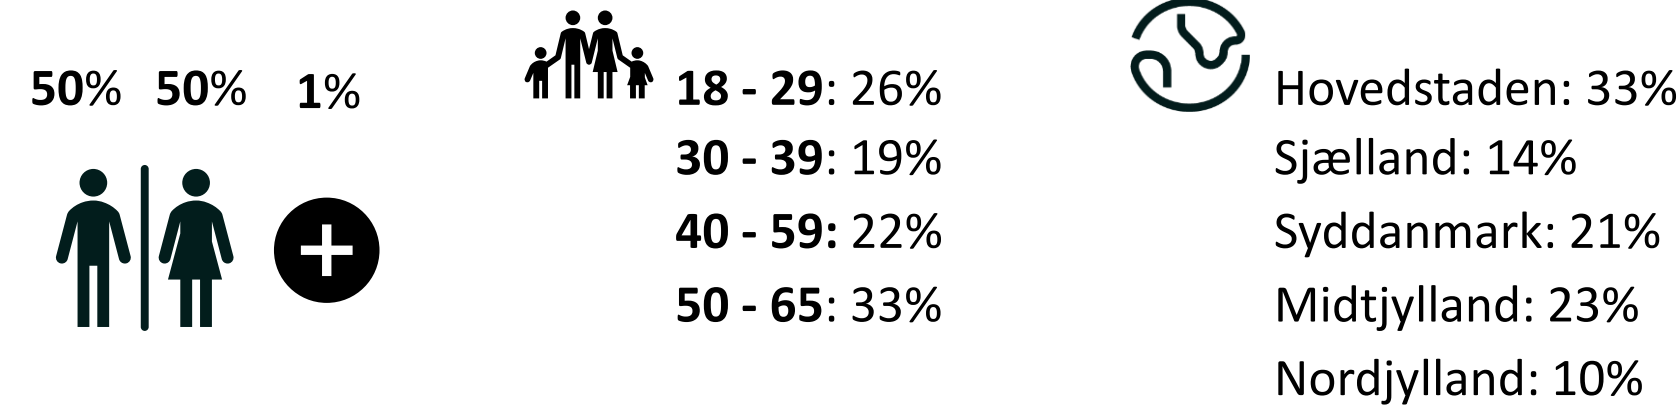 50% 50% 1%
18 - 29: 26%
30 - 39: 19%
40 - 59: 22%
50 - 65: 33%
Hovedstaden: 33%
Sjælland: 14%
Syddanmark: 21%
Midtjylland: 23%
Nordjylland: 10%